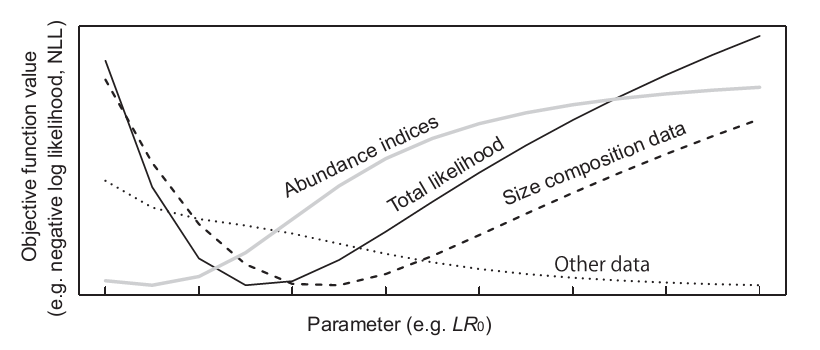 Objective function value
(e.g. negative log likelihood, NLL)
Abundance indices
Total likelihood
Size composition data
Other data
Parameter (e.g. LR₀)